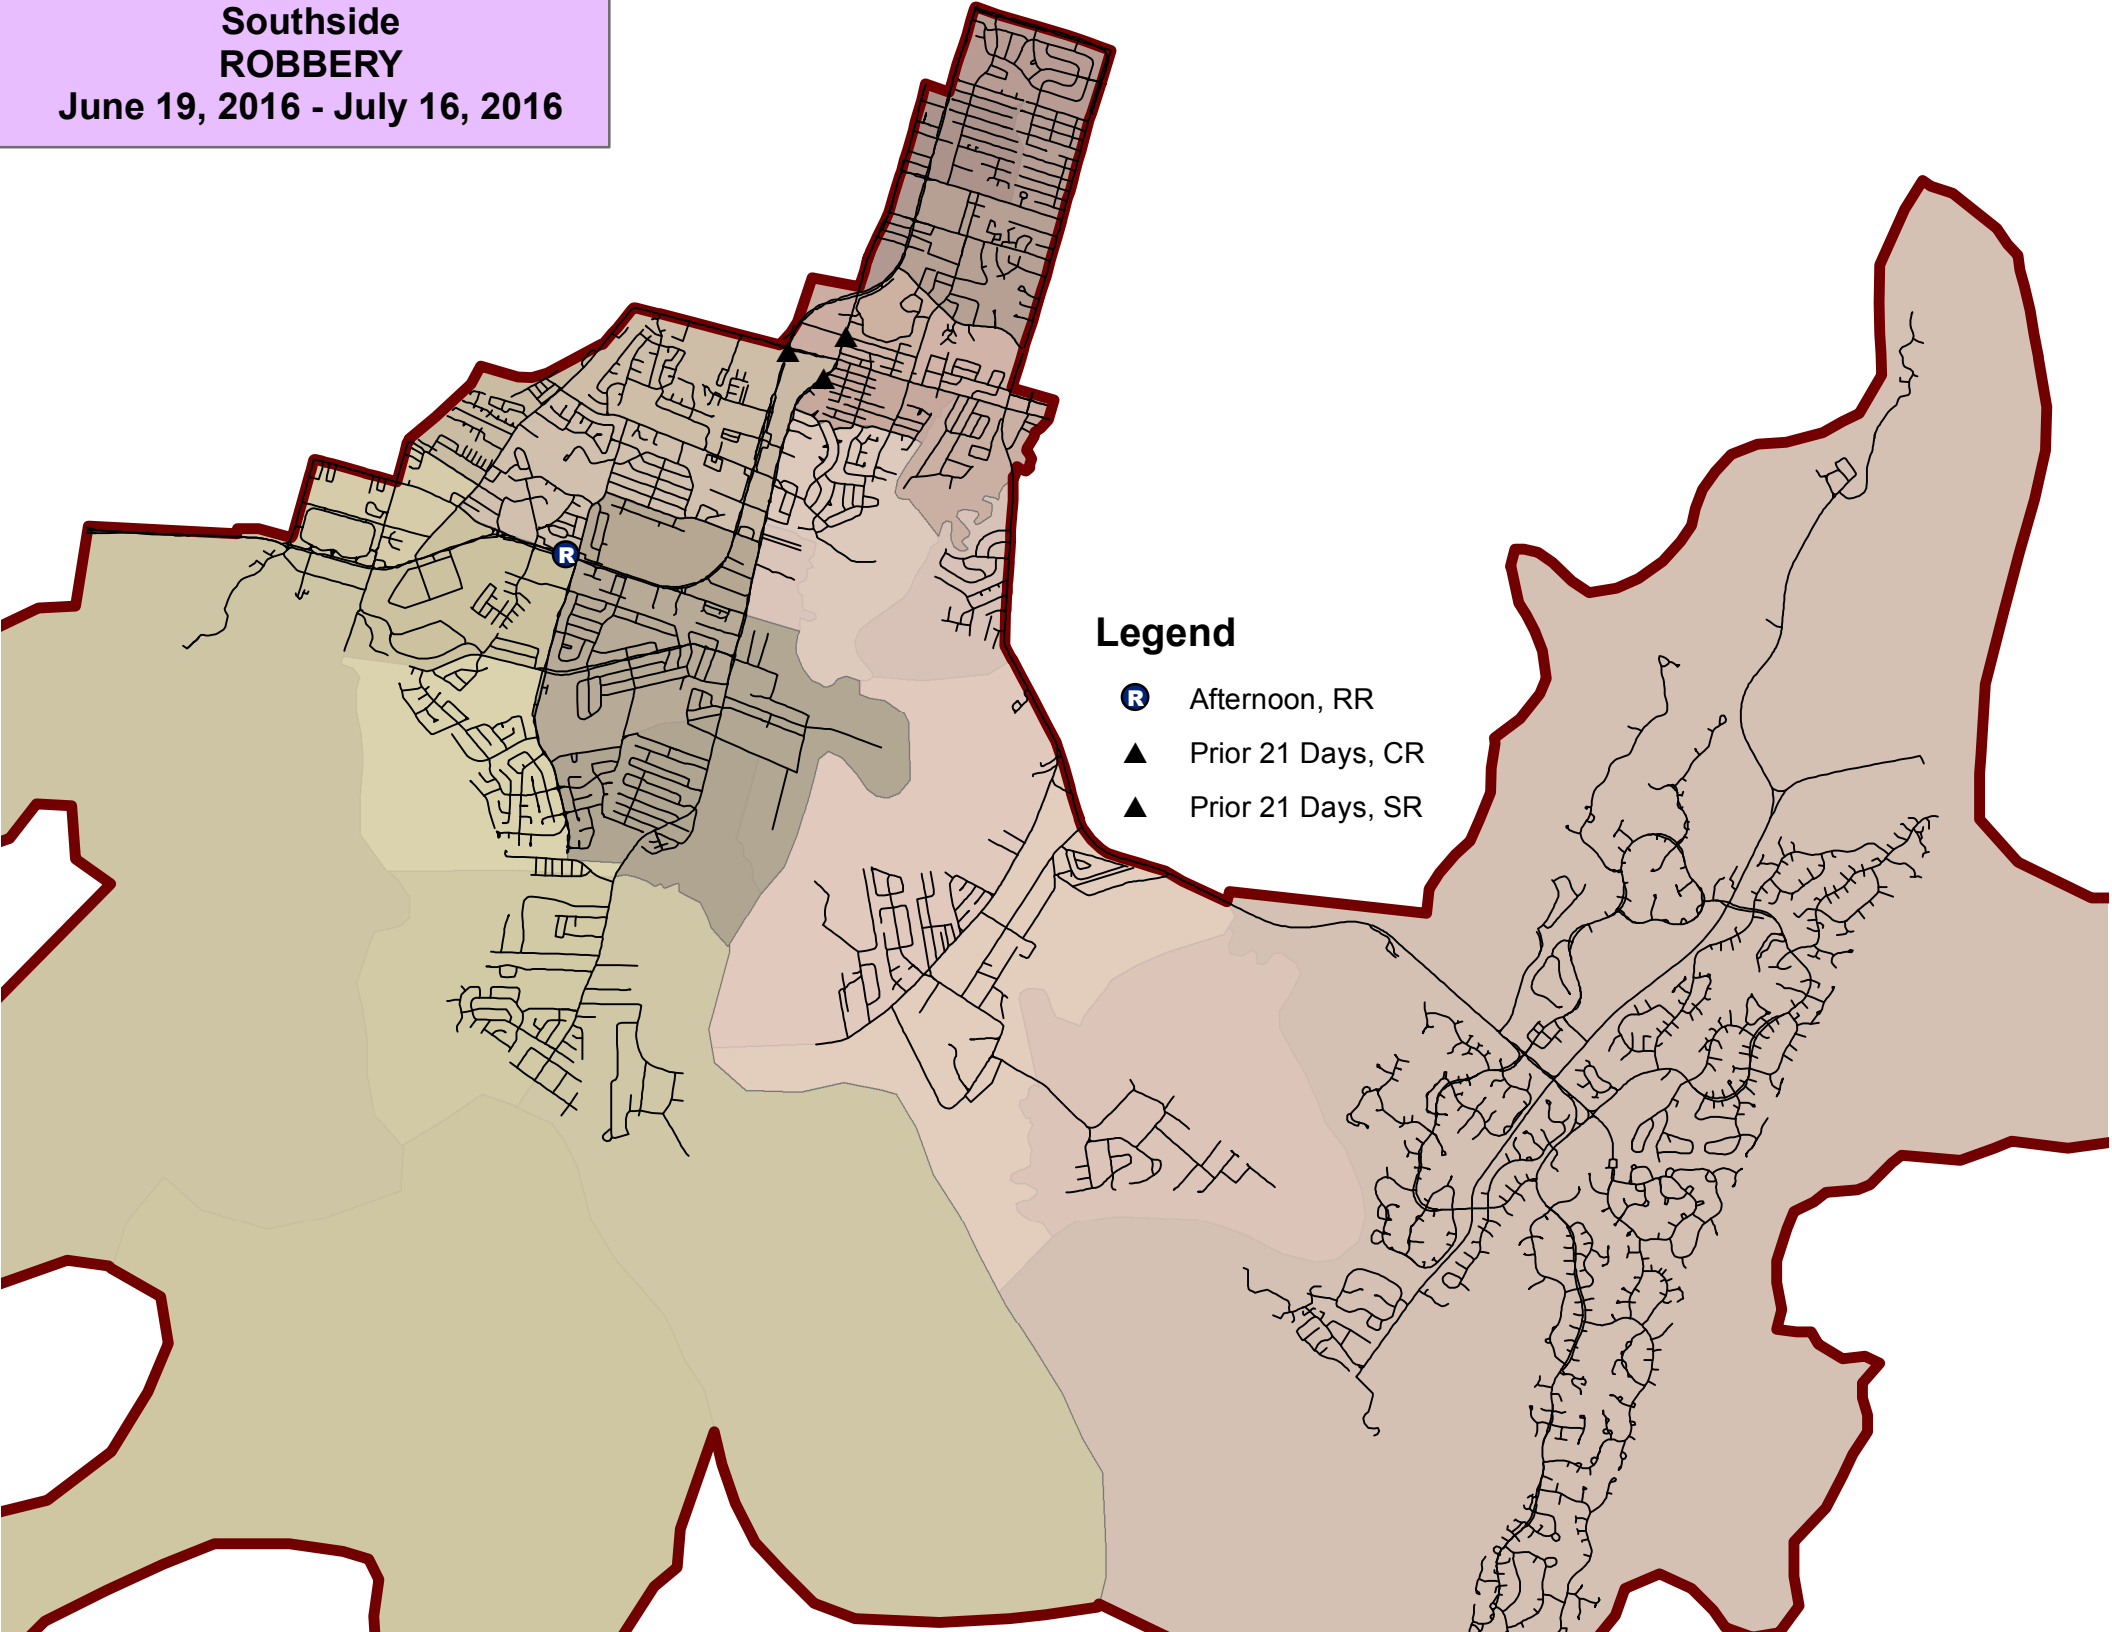 Southside
ROBBERY
June 19, 2016 - July 16, 2016
R
Legend
R Afternoon, RR
Prior 21 Days, CR
Prior 21 Days, SR